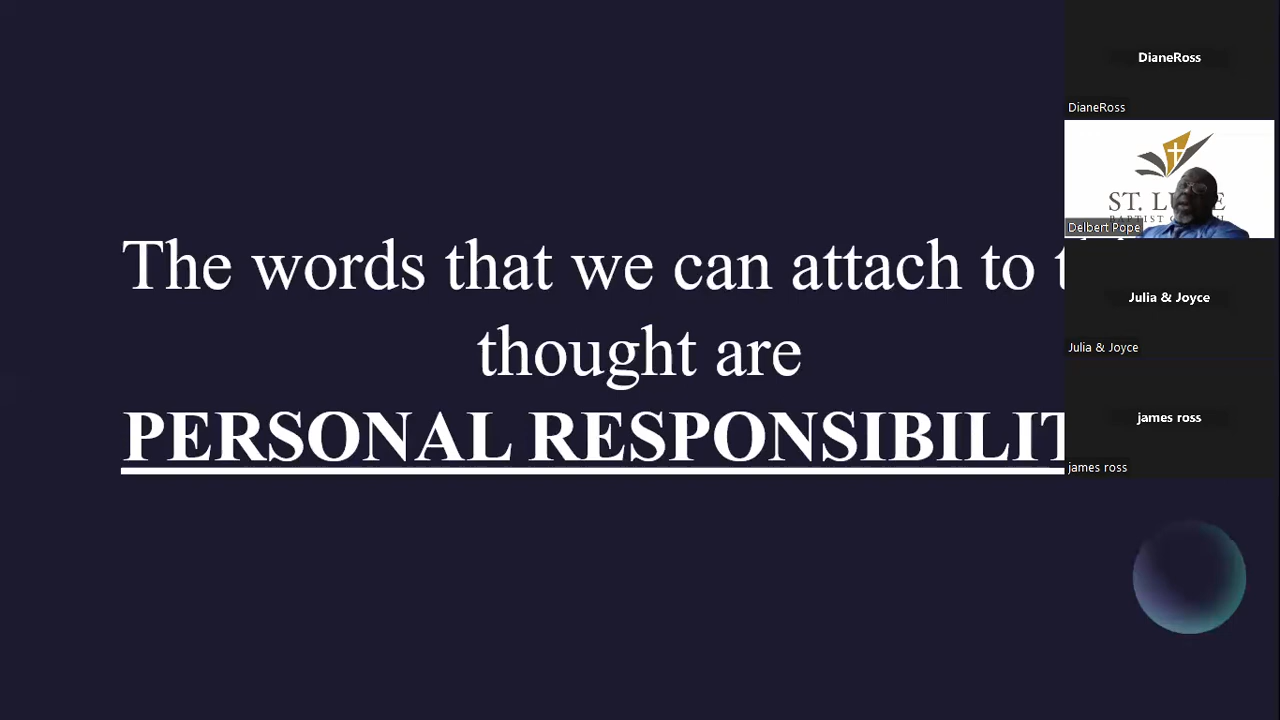 The words that we can attach to
thought are
PERSONAL RESPONSIBILIT
DianeRoss
DianeRoss
ST. LU E
Delbert Pope
Julia & Joyce
Julia & Joyce
james ross
james ross